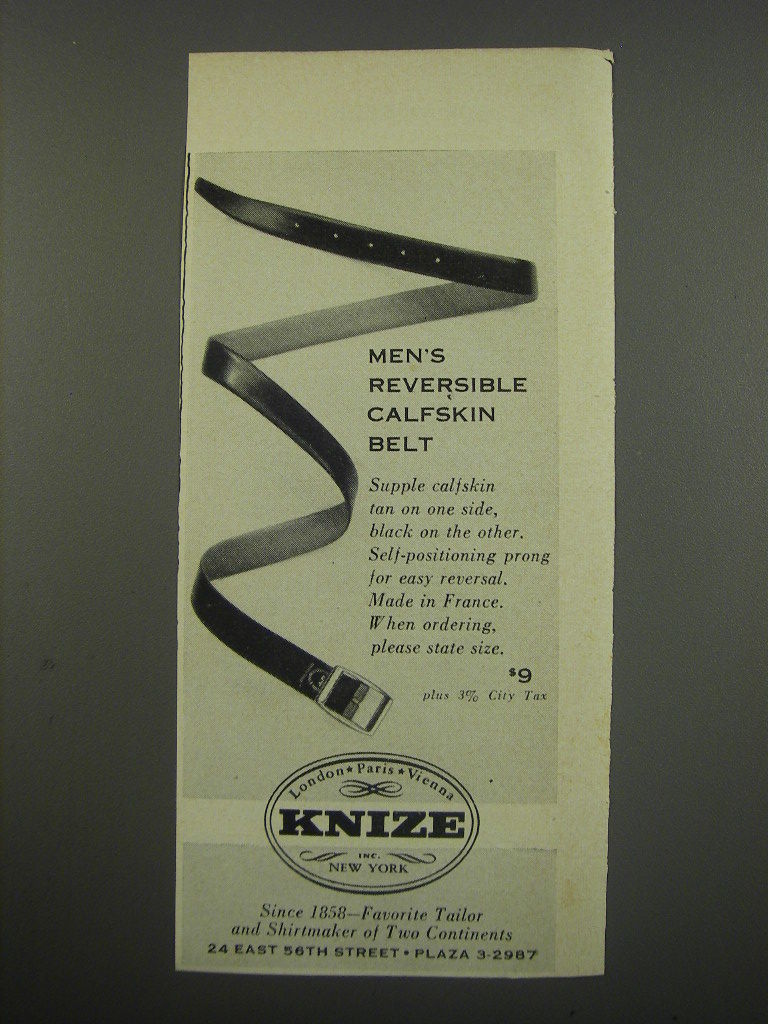 MEN'S
REVERSIBLE
CALFSKIN
BELT
Supple calfskin
tan on one side,
black on the other.
Self-positioning prong
for easy reversal.
Made in France.
When ordering,
please state size.
$9
plus 3% City Tax
London★Paris★Vienna
KNIZE
INC.
NEW YORK
Since 1858—Favorite Tailor
and Shirtmaker of Two Continents
24 EAST 56TH STREET • PLAZA 3-2987